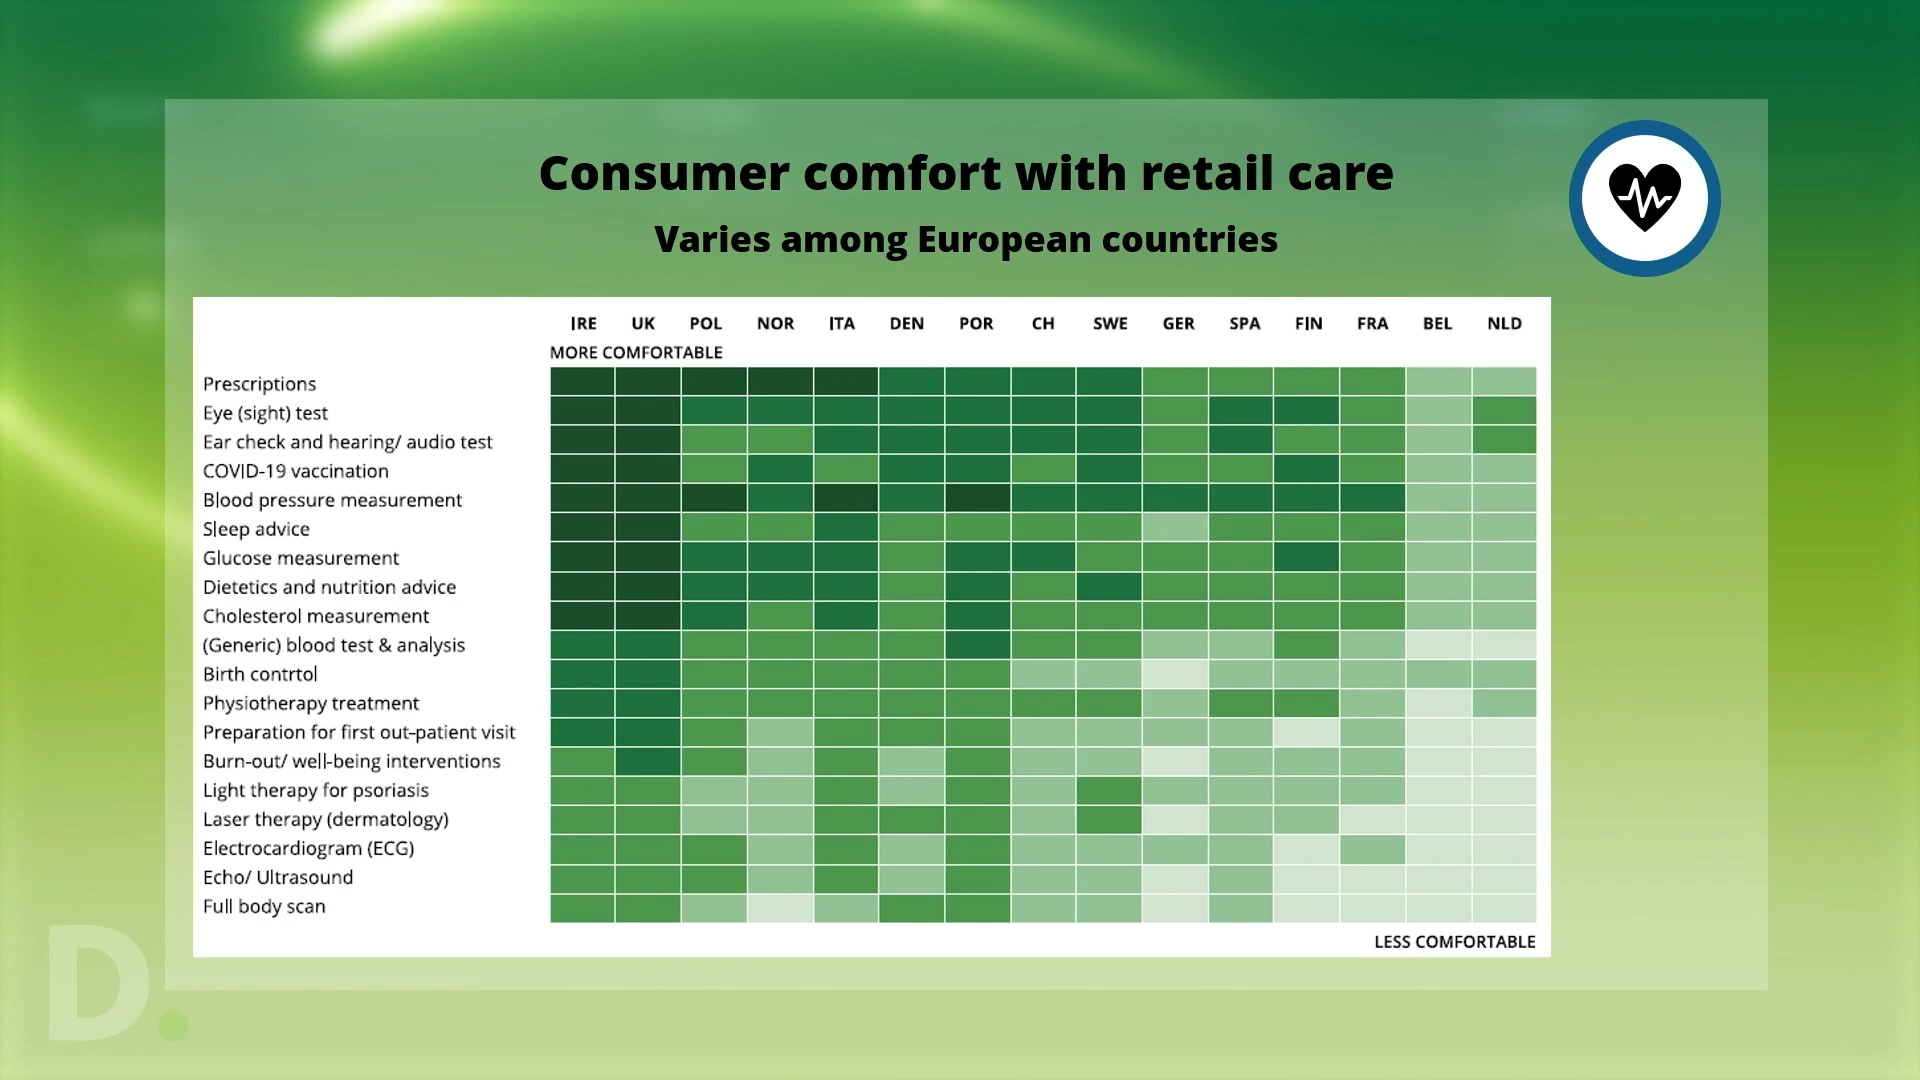 Consumer comfort with retail care
Varies among European countries
IRE UK POL NOR ITA DEN POR CH SWE GER SPA FIN FRA BEL NLD
MORE COMFORTABLE
Prescriptions
Eye (sight) test
Ear check and hearing/ audio test
COVID-19 vaccination
Blood pressure measurement
Sleep advice
Glucose measurement
Dietetics and nutrition advice
Cholesterol measurement
(Generic) blood test & analysis
Birth contrtol
Physiotherapy treatment
Preparation for first out-patient visit
Burn-out/ well-being interventions
Light therapy for psoriasis
Laser therapy (dermatology)
Electrocardiogram (ECG)
Echo/ Ultrasound
Full body scan
LESS COMFORTABLE
D.